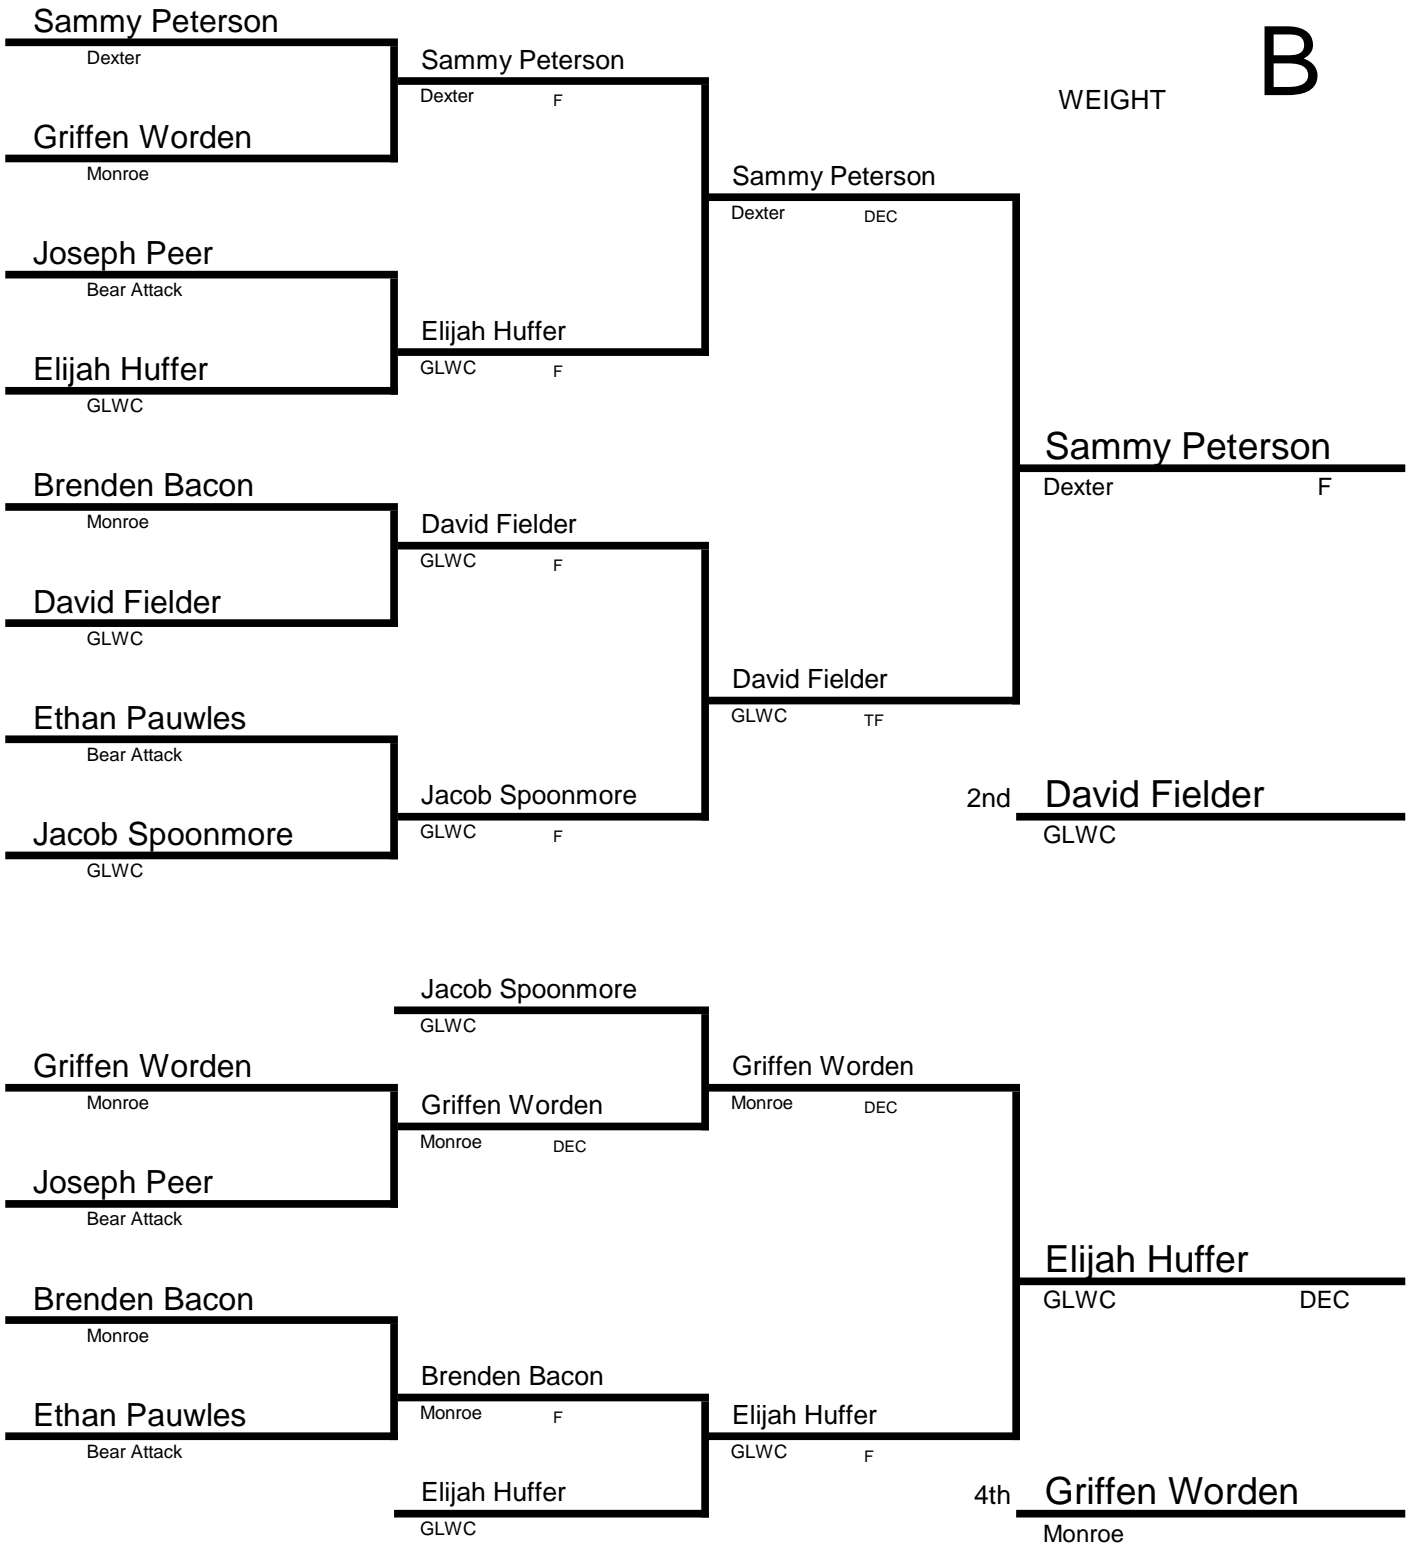 Sammy Peterson
Dexter
Sammy Peterson
Dexter F
WEIGHT B
Griffen Worden
Monroe
Sammy Peterson
Dexter DEC
Joseph Peer
Bear Attack
Elijah Huffer
GLWC F
Elijah Huffer
GLWC
Sammy Peterson
Dexter F
Brenden Bacon
Monroe
David Fielder
GLWC F
David Fielder
GLWC
David Fielder
GLWC TF
Ethan Pauwles
Bear Attack
Jacob Spoonmore
GLWC F
2nd David Fielder
GLWC
Jacob Spoonmore
GLWC
Jacob Spoonmore
GLWC
Griffen Worden
Monroe
Griffen Worden
Monroe DEC
Griffen Worden
Monroe DEC
Joseph Peer
Bear Attack
Elijah Huffer
GLWC DEC
Brenden Bacon
Monroe
Brenden Bacon
Monroe F
Ethan Pauwles
Bear Attack
Elijah Huffer
GLWC F
Elijah Huffer
GLWC
4th Griffen Worden
Monroe